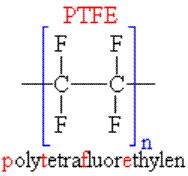 PTFE
F F
C C
F F
n
polytetrafluorethylen